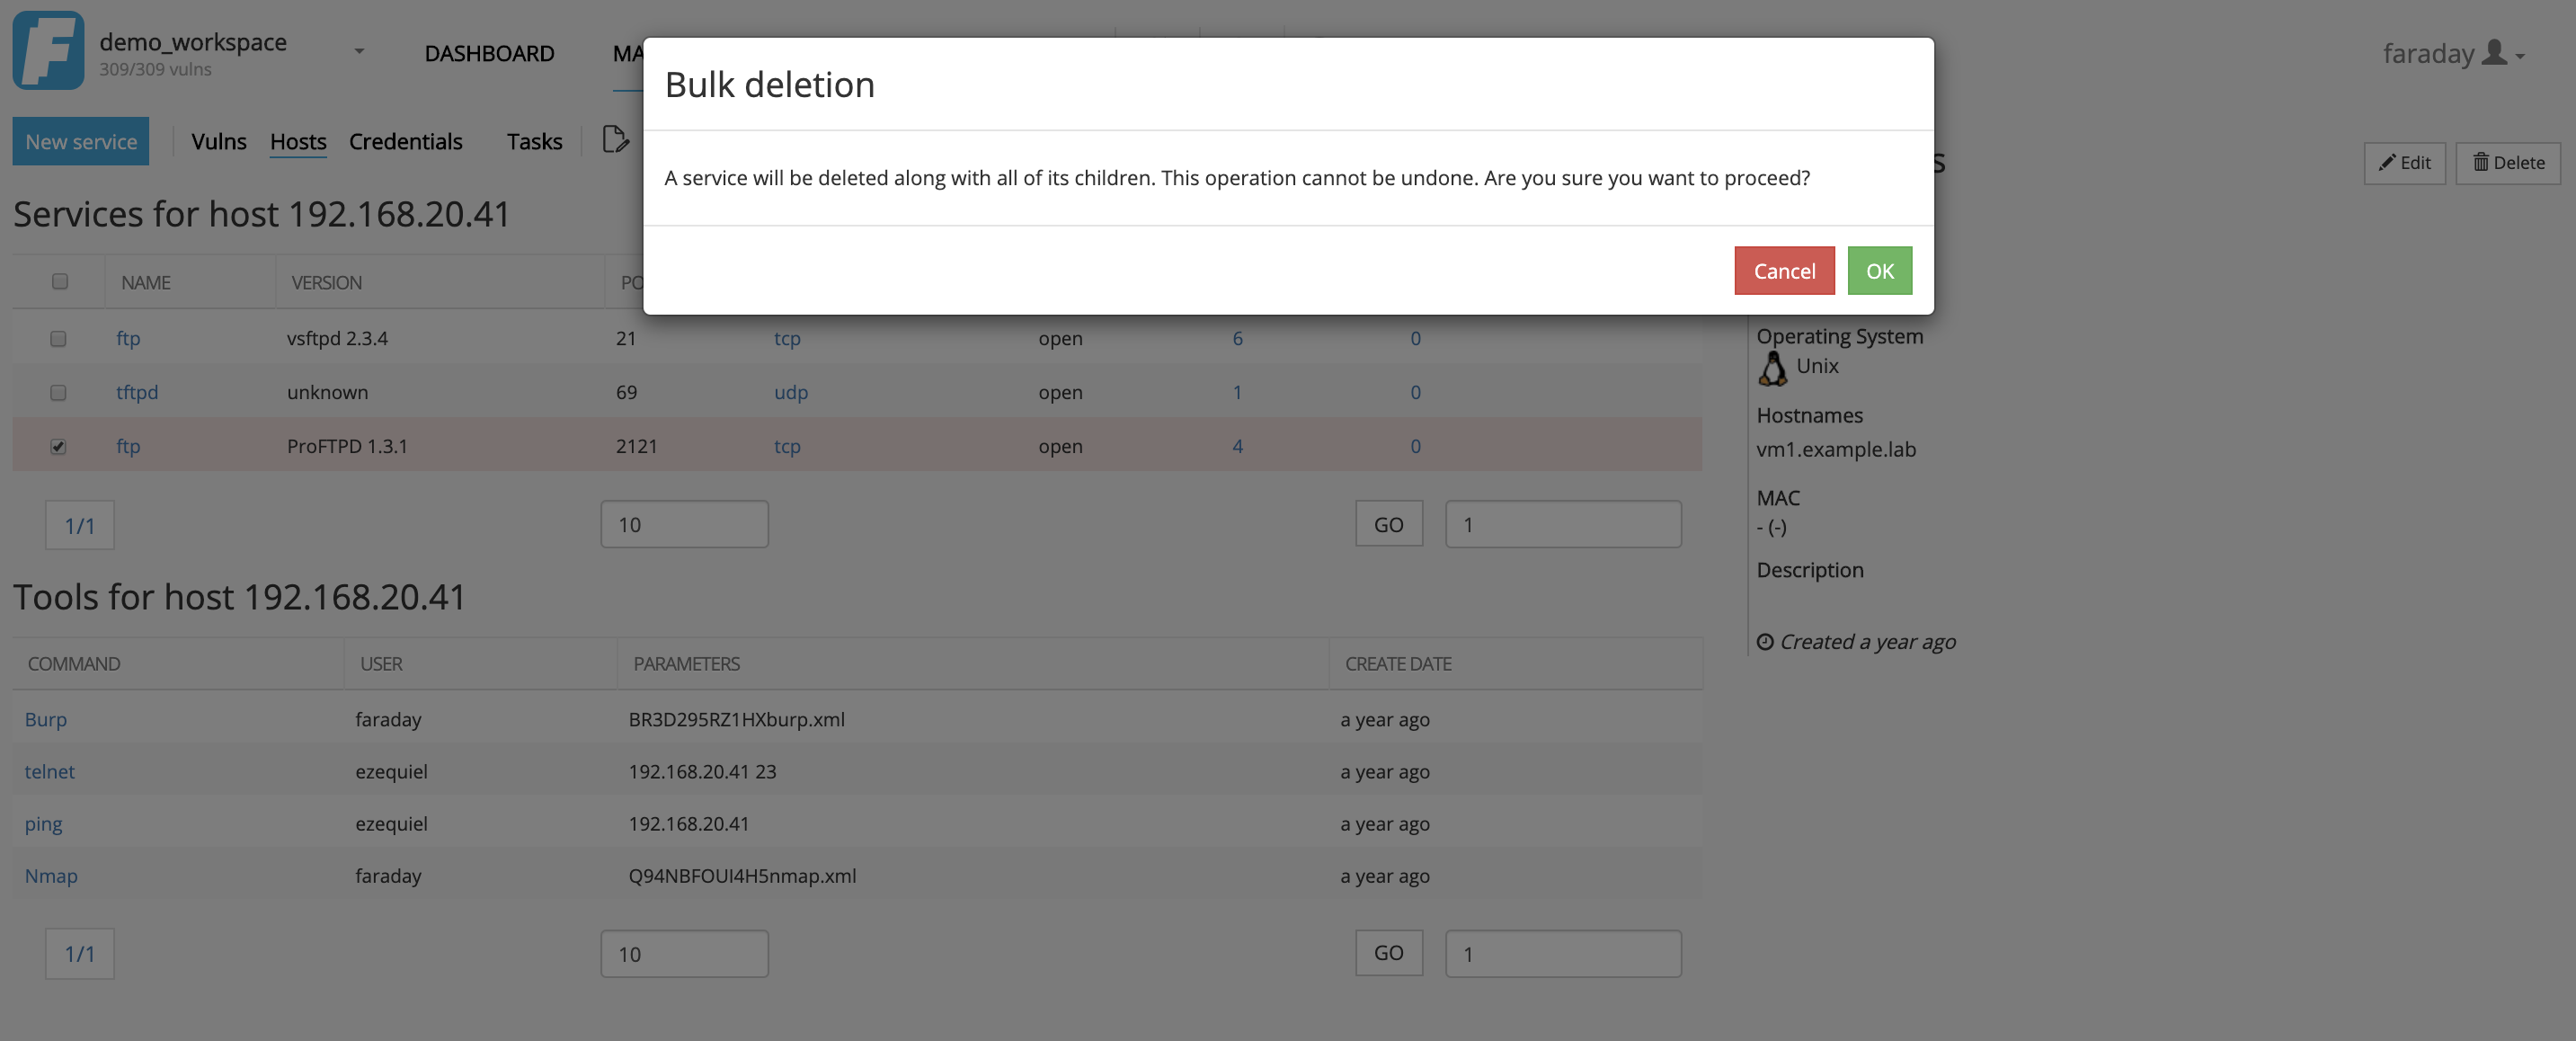 demo_workspace
309/309 vulns
DASHBOARD
faraday
Bulk deletion
A service will be deleted along with all of its children. This operation cannot be undone. Are you sure you want to proceed?
Cancel OK
New service Vulns Hosts Credentials Tasks
Edit Delete
Services for host 192.168.20.41
NAME VERSION
ftp vsftpd 2.3.4 21 tcp open 6 0
tftpd unknown 69 udp open 1 0
ftp ProFTPD 1.3.1 2121 tcp open 4 0
1/1 10 GO 1
Operating System
Unix
Hostnames
vm1.example.lab
MAC
- (-)
Description
Created a year ago
Tools for host 192.168.20.41
COMMAND USER PARAMETERS CREATE DATE
Burp faraday BR3D295RZ1HXburp.xml a year ago
telnet ezequiel 192.168.20.41 23 a year ago
ping ezequiel 192.168.20.41 a year ago
Nmap faraday Q94NBFOUI4H5nmap.xml a year ago
1/1 10 GO 1